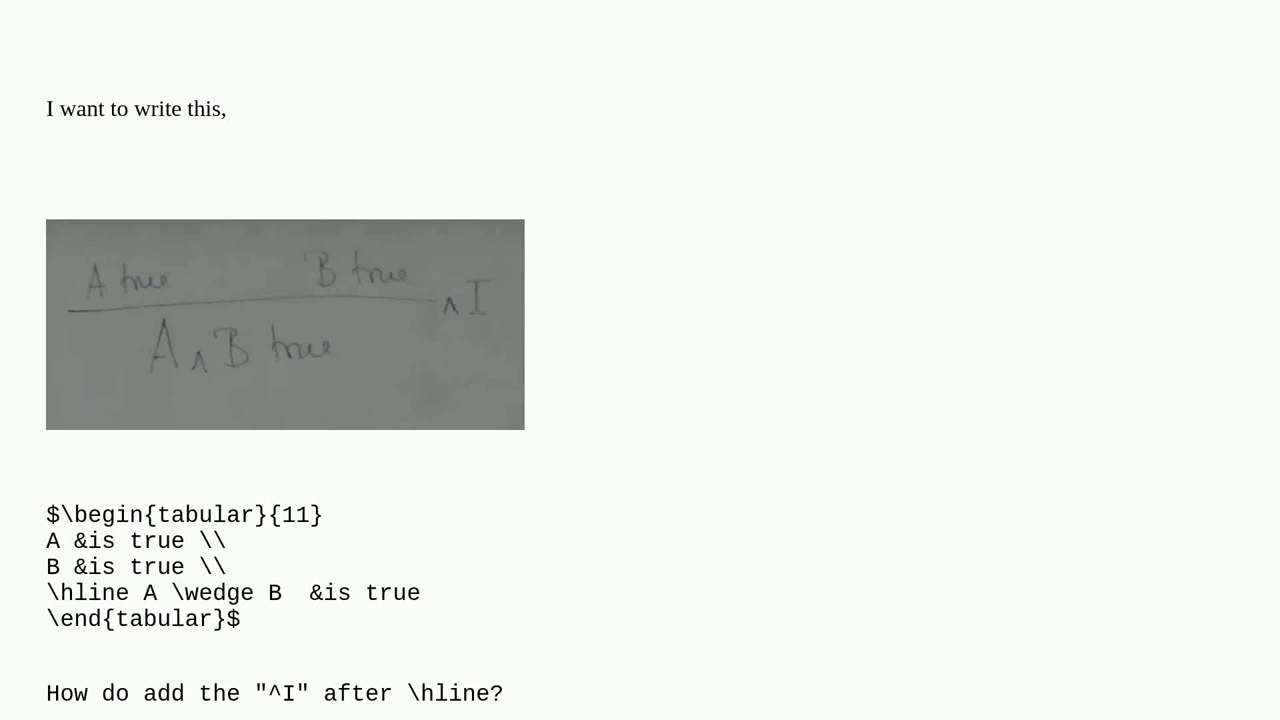 I want to write this,
A true B true
∧ I
A ∧ B true
$\begin{tabular}{11}
A &is true \\
B &is true \\
\hline A \wedge B  &is true
\end{tabular}$
How do add the "^I" after \hline?